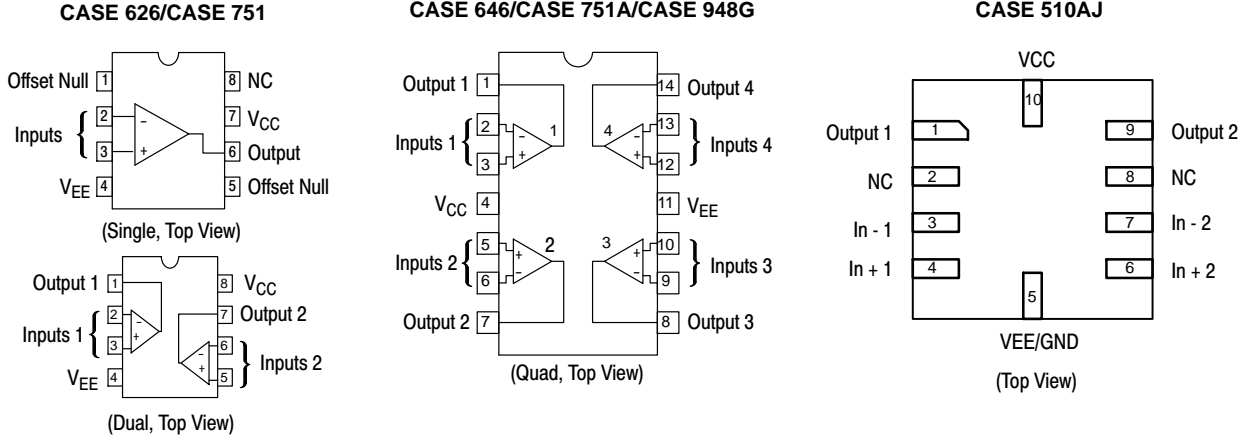 CASE 626/CASE 751
Offset Null 1
8 NC
Inputs { 2 -
7 VCC
3 +
6 Output
VEE 4
5 Offset Null
(Single, Top View)
Output 1 1
8 VCC
Inputs 1 { 2 -
7 Output 2
3 +
- 6 } Inputs 2
VEE 4
+ 5
(Dual, Top View)
CASE 646/CASE 751A/CASE 948G
Output 1 1
14 Output 4
Inputs 1 { 2 - 1
4 - 13 } Inputs 4
3 +
+ 12
VCC 4
11 VEE
Inputs 2 { 5 + 2
3 + 10 } Inputs 3
6 -
- 9
Output 2 7
8 Output 3
(Quad, Top View)
CASE 510AJ
VCC
10
Output 1 1
9 Output 2
NC 2
8 NC
In - 1 3
7 In - 2
In + 1 4
6 In + 2
5
VEE/GND
(Top View)